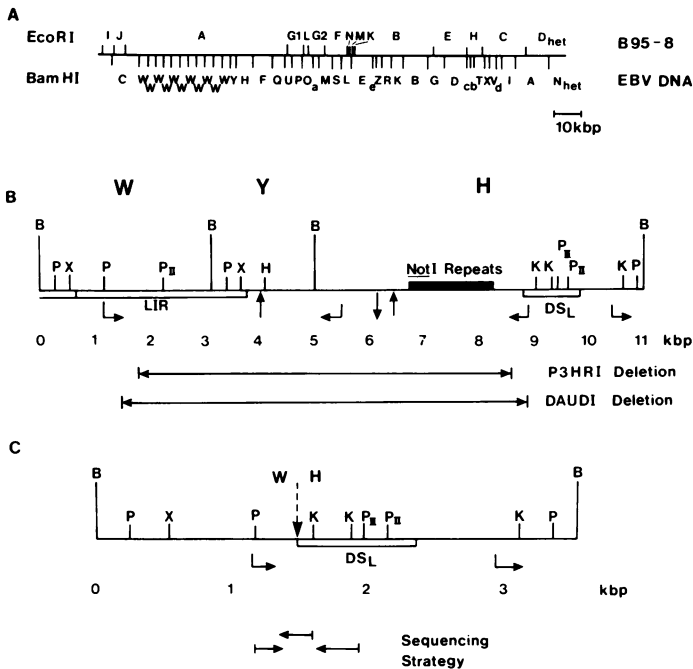 A
EcoRI I J A G1 L G2 F N M K B E H C D het B95-8
BamHI C W W W W W W W W W W W Y H F Q U P O a M S L E e Z R K B G D c b T X V d I A N het EBV DNA
10kbp
B
W Y H
B B B B
P X P P II P X H NotI Repeats K K P II P II K P
LIR DS L
0 1 2 3 4 5 6 7 8 9 10 11 kbp
P3HRI Deletion
DAUDI Deletion
C
B W H B
P X P K K P II P II K P
DS L
0 1 2 3 kbp
Sequencing
Strategy